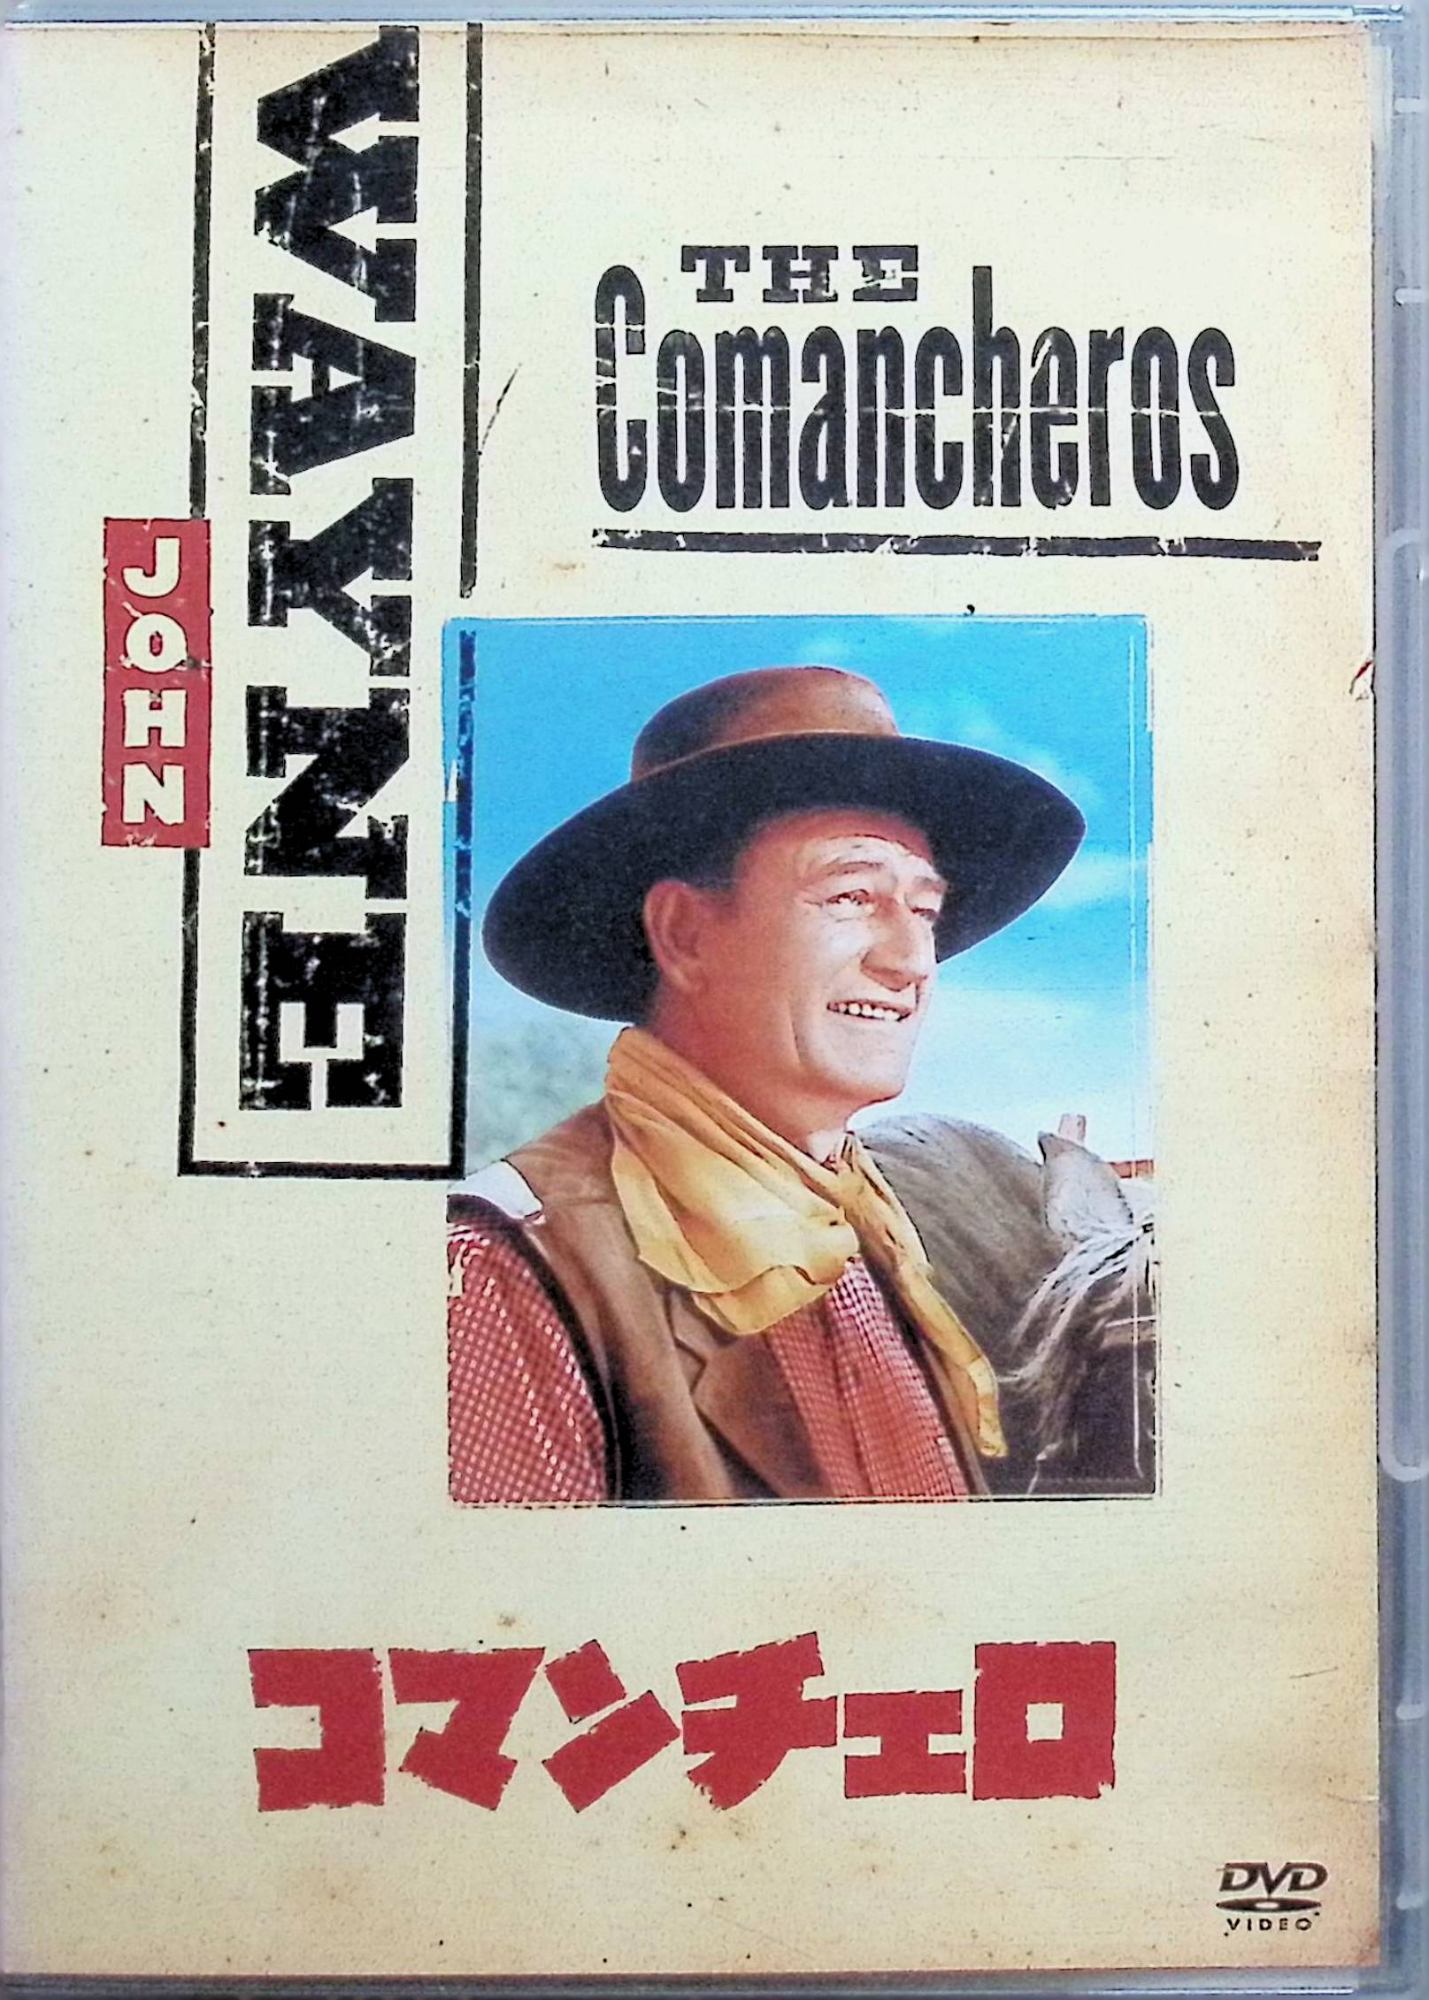 JOHN
WAYNE
THE
Comancheros
コマンチェロ
DVD
VIDEO